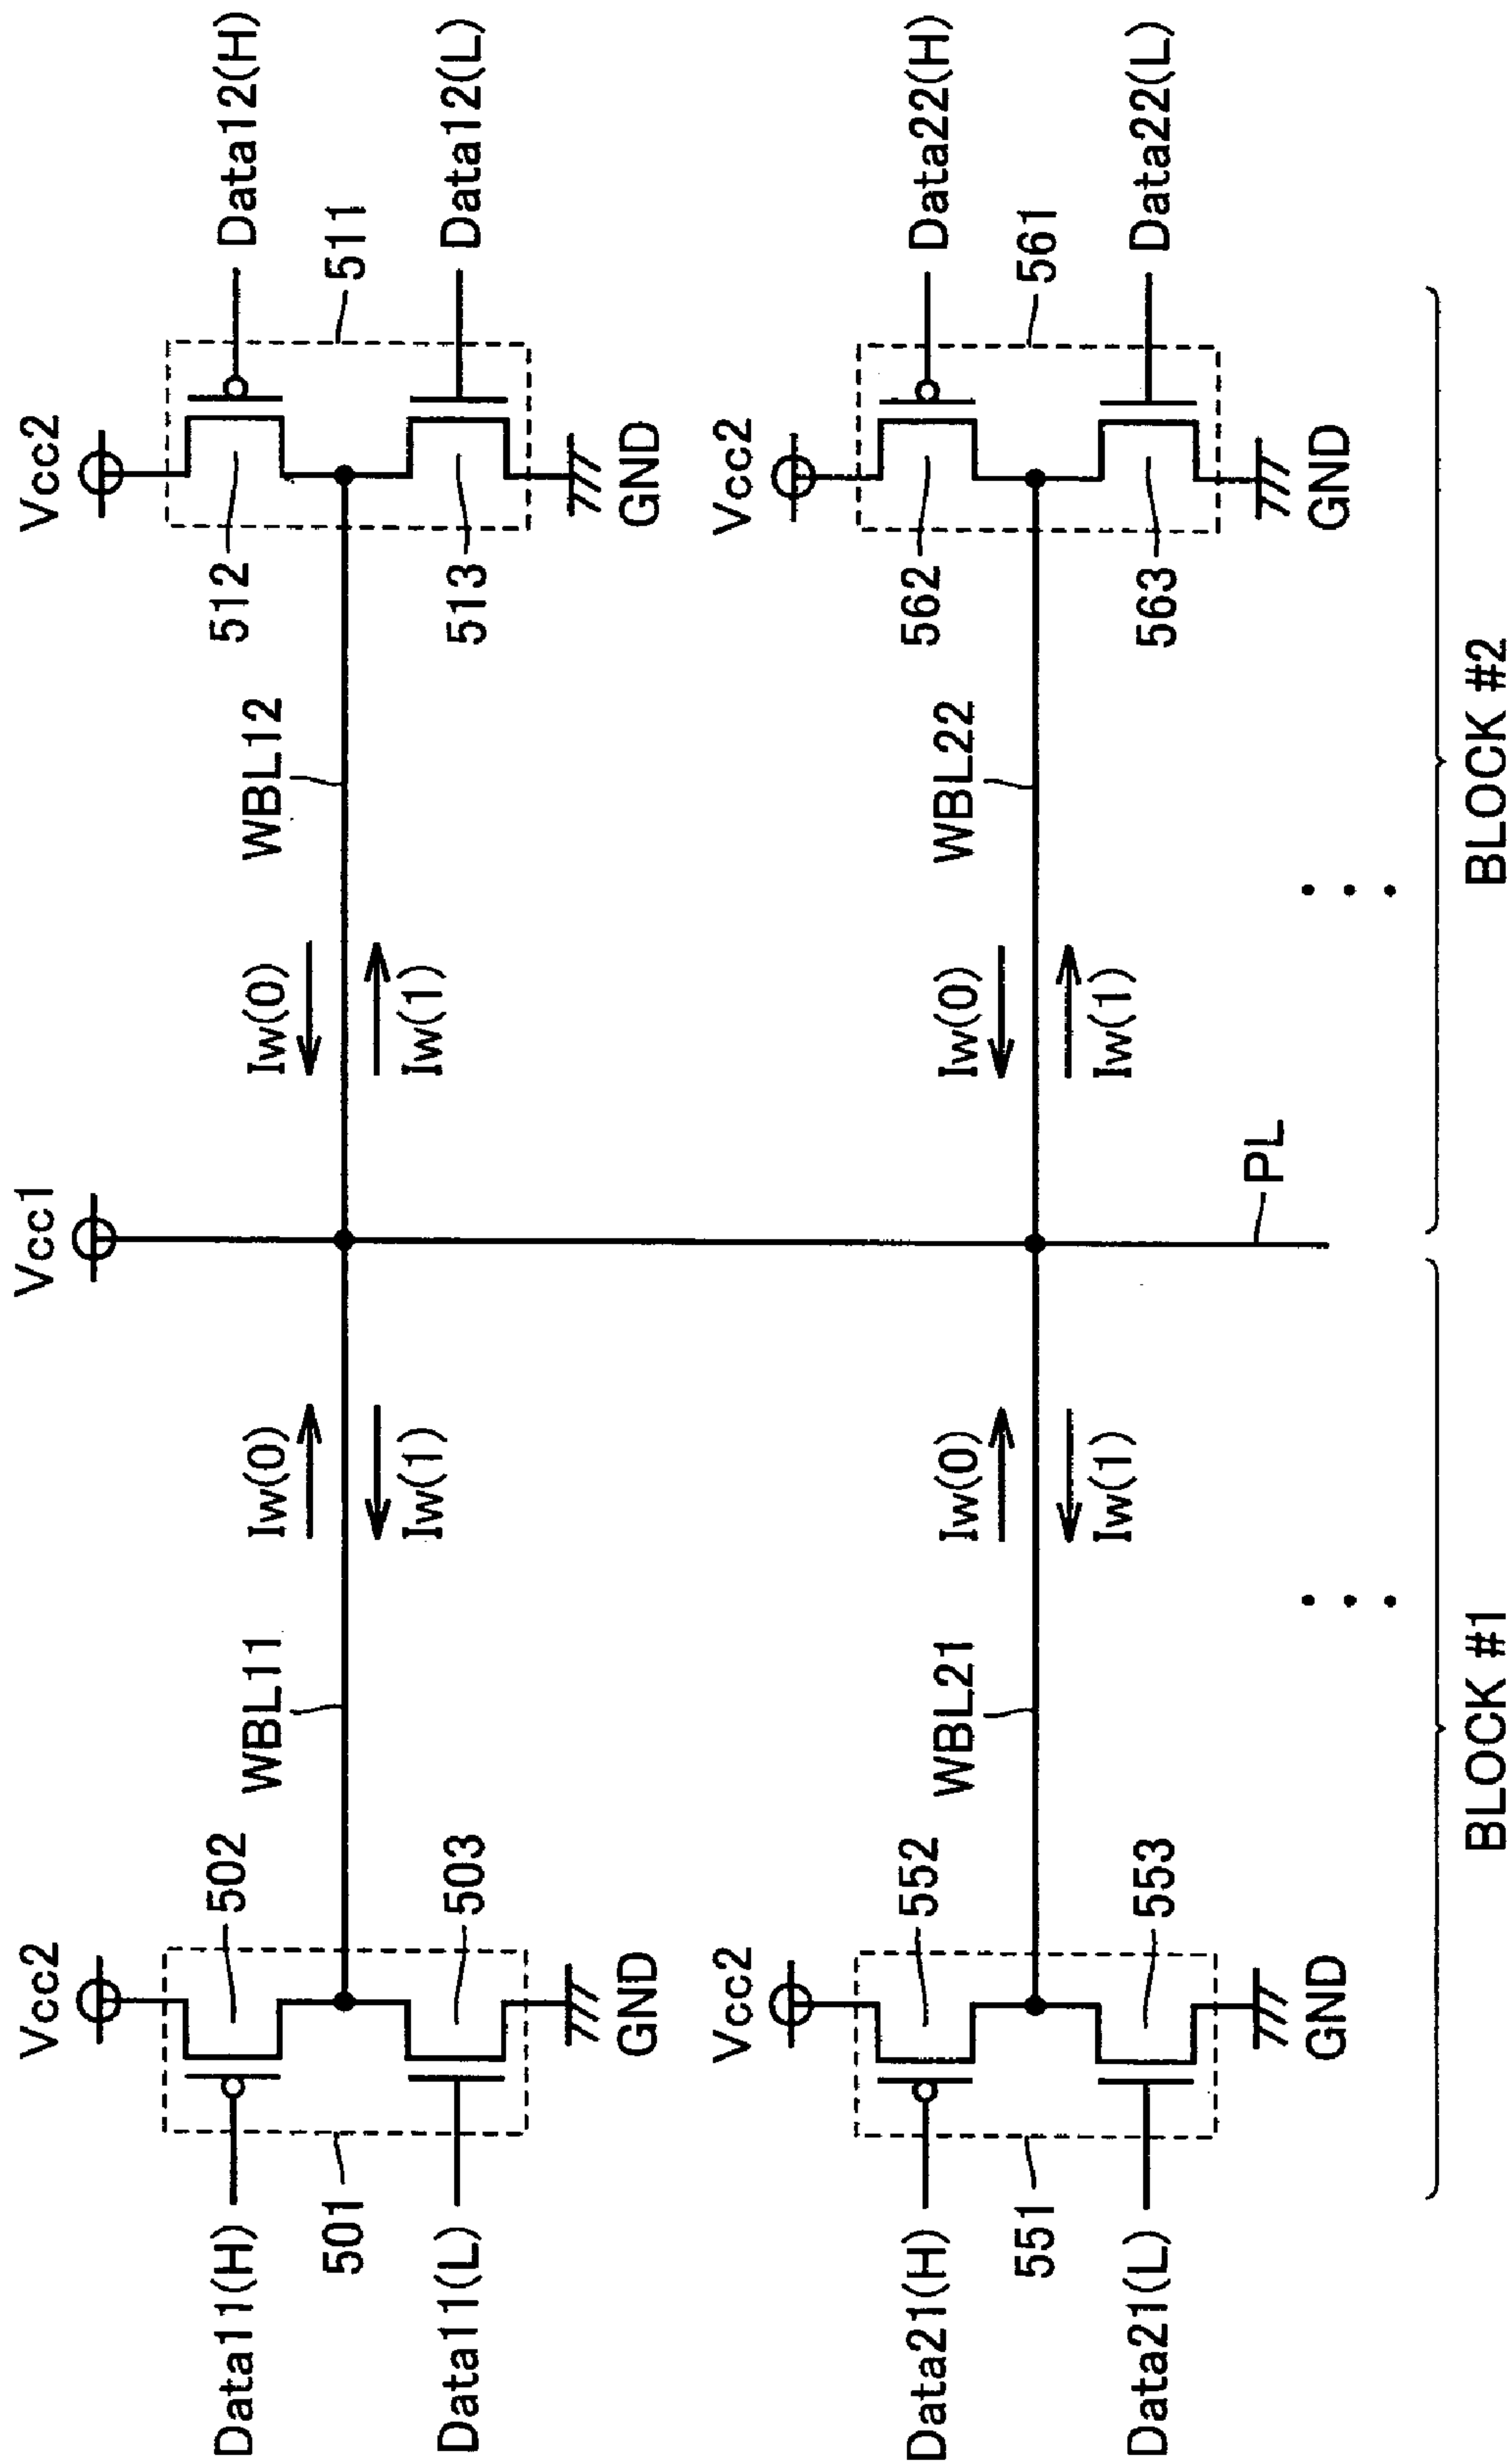 Vcc2
Vcc1
Vcc2
Data11(H)
502
WBL11
Iw(0)
Iw(0)
WBL12
512
Data12(H)
501
511
Data11(L)
503
Iw(1)
Iw(1)
513
Data12(L)
GND
GND
Vcc2
Vcc2
Data21(H)
552
WBL21
Iw(0)
Iw(0)
WBL22
562
Data22(H)
551
561
Data21(L)
553
Iw(1)
Iw(1)
563
Data22(L)
PL
GND
GND
BLOCK #1
BLOCK #2